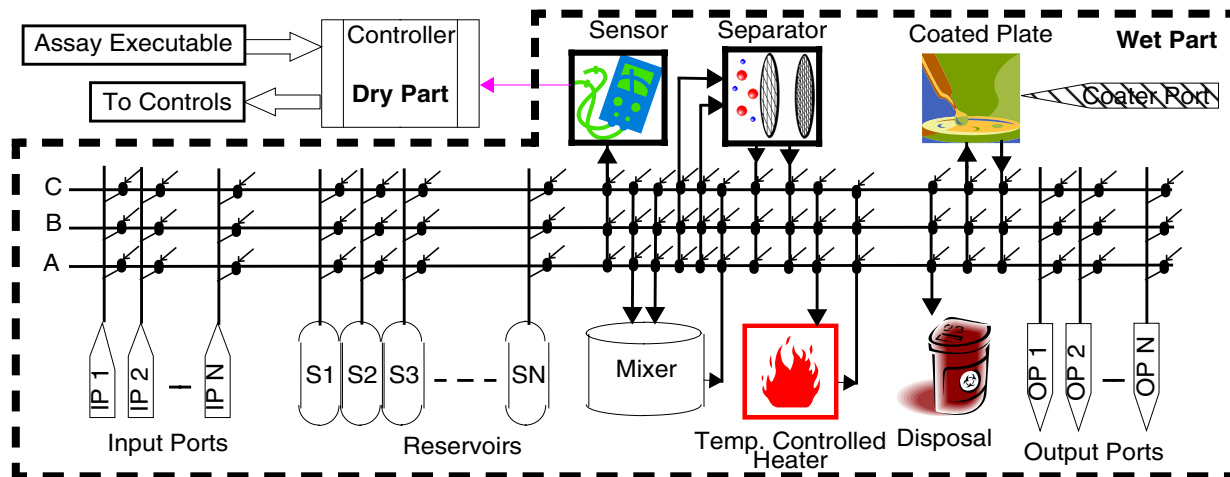 Sensor
Separator
Coated Plate
Wet Part
Assay Executable
Controller
Dry Part
To Controls
Coater Port
C
B
A
IP 1
IP 2
IP N
S1
S2
S3
SN
Mixer
OP 1
OP 2
OP N
Input Ports
Reservoirs
Temp. Controlled
Heater
Disposal
Output Ports